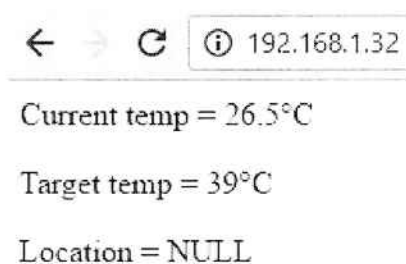 192.168.1.32
Current temp = 26.5°C
Target temp = 39°C
Location = NULL